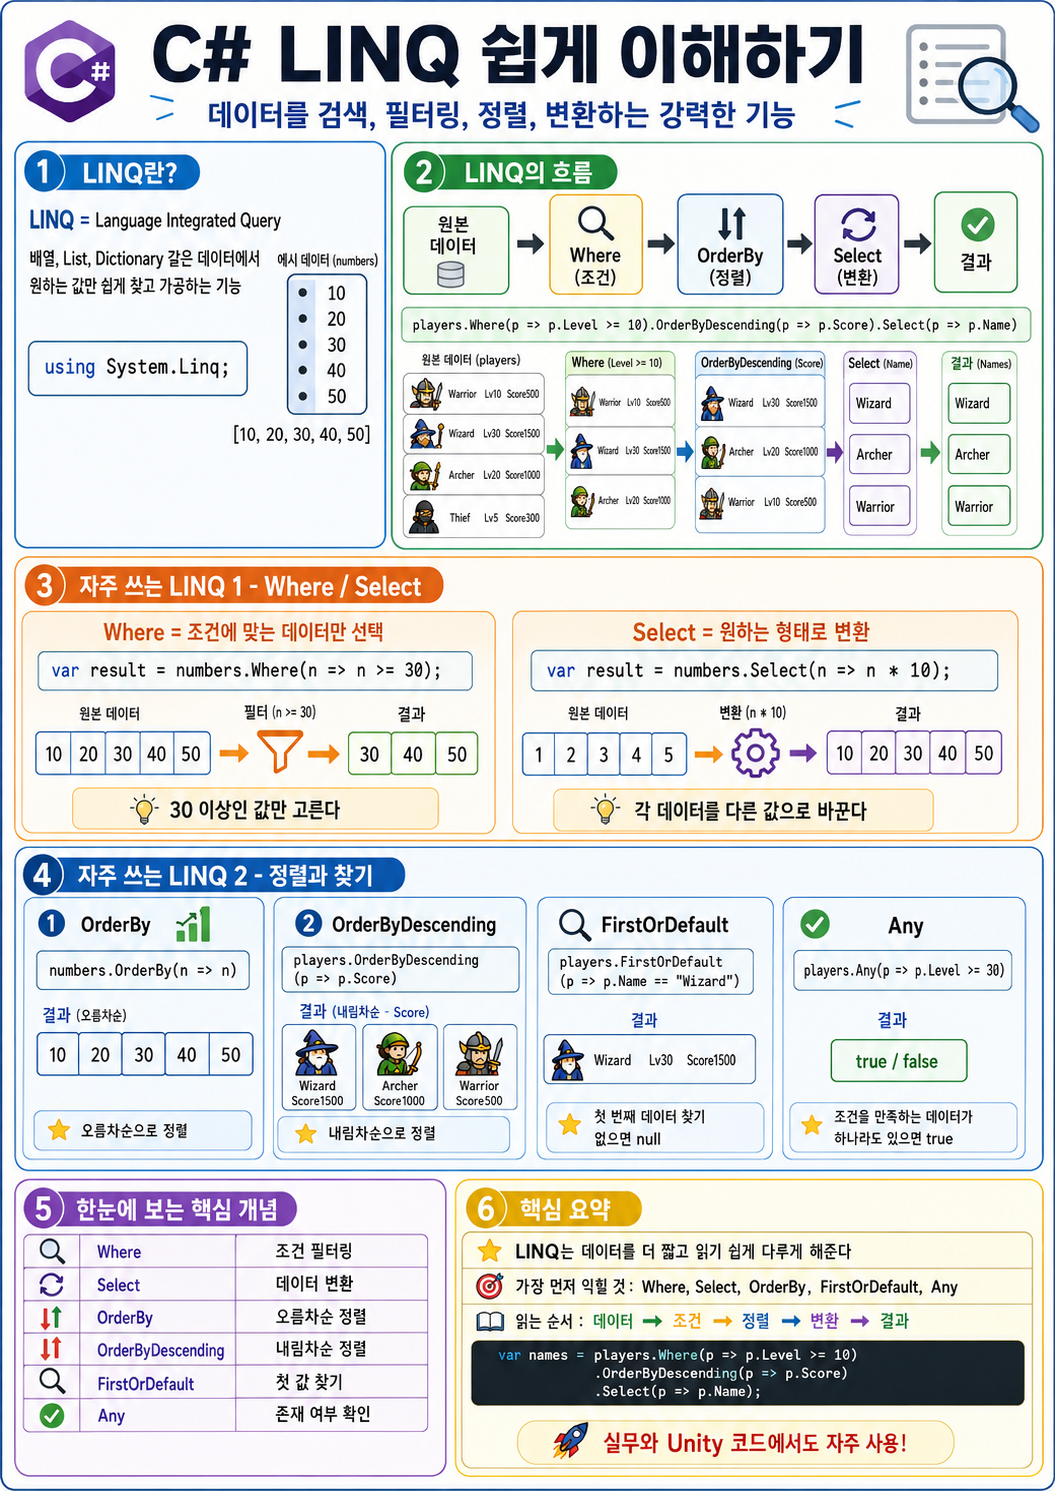 C# LINQ 쉽게 이해하기
데이터를 검색, 필터링, 정렬, 변환하는 강력한 기능
1 LINQ란?
LINQ = Language Integrated Query
배열, List, Dictionary 같은 데이터에서
원하는 값만 쉽게 찾고 가공하는 기능
using System.Linq;
예시 데이터 (numbers)
10
20
30
40
50
[10, 20, 30, 40, 50]
2 LINQ의 흐름
원본
데이터
Where
(조건)
OrderBy
(정렬)
Select
(변환)
결과
players.Where(p => p.Level >= 10).OrderByDescending(p => p.Score).Select(p => p.Name)
원본 데이터 (players)
Warrior Lv10 Score500
Wizard Lv30 Score1500
Archer Lv20 Score1000
Thief Lv5 Score300
Where (Level >= 10)
Warrior Lv10 Score500
Wizard Lv30 Score1500
Archer Lv20 Score1000
OrderByDescending (Score)
Wizard Lv30 Score1500
Archer Lv20 Score1000
Warrior Lv10 Score500
Select (Name)
Wizard
Archer
Warrior
결과 (Names)
Wizard
Archer
Warrior
3 자주 쓰는 LINQ 1 - Where / Select
Where = 조건에 맞는 데이터만 선택
var result = numbers.Where(n => n >= 30);
원본 데이터 필터 (n >= 30) 결과
10 20 30 40 50 30 40 50
30 이상인 값만 고른다
Select = 원하는 형태로 변환
var result = numbers.Select(n => n * 10);
원본 데이터 변환 (n * 10) 결과
1 2 3 4 5 10 20 30 40 50
각 데이터를 다른 값으로 바꾼다
4 자주 쓰는 LINQ 2 - 정렬과 찾기
1 OrderBy
numbers.OrderBy(n => n)
결과 (오름차순)
10 20 30 40 50
오름차순으로 정렬
2 OrderByDescending
players.OrderByDescending
(p => p.Score)
결과 (내림차순 - Score)
Wizard Archer Warrior
Score1500 Score1000 Score500
내림차순으로 정렬
FirstOrDefault
players.FirstOrDefault
(p => p.Name == "Wizard")
결과
Wizard Lv30 Score1500
첫 번째 데이터 찾기
없으면 null
Any
players.Any(p => p.Level >= 30)
결과
true / false
조건을 만족하는 데이터가
하나라도 있으면 true
5 한눈에 보는 핵심 개념
Where 조건 필터링
Select 데이터 변환
OrderBy 오름차순 정렬
OrderByDescending 내림차순 정렬
FirstOrDefault 첫 값 찾기
Any 존재 여부 확인
6 핵심 요약
LINQ는 데이터를 더 짧고 읽기 쉽게 다루게 해준다
가장 먼저 익힐 것 : Where, Select, OrderBy, FirstOrDefault, Any
읽는 순서 : 데이터 → 조건 → 정렬 → 변환 → 결과
var names = players.Where(p => p.Level >= 10)
.OrderByDescending(p => p.Score)
.Select(p => p.Name);
실무와 Unity 코드에서도 자주 사용!